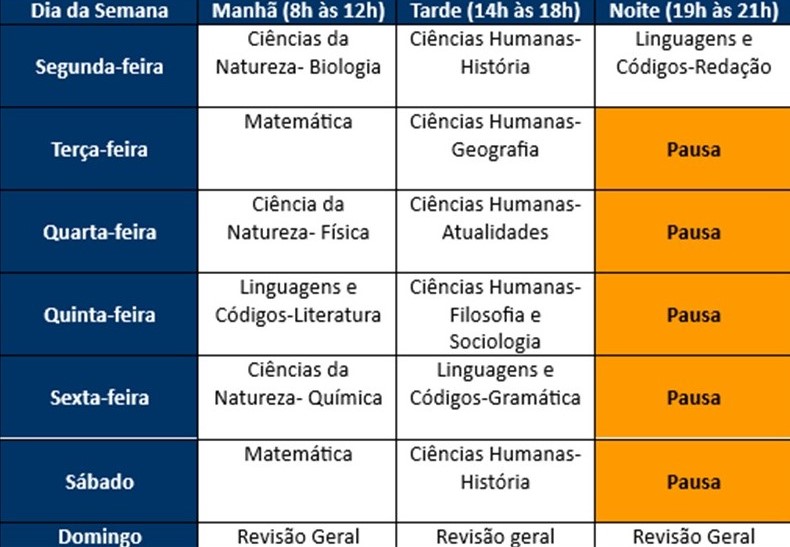 Dia da Semana Manhã (8h às 12h) Tarde (14h às 18h) Noite (19h às 21h)
Segunda-feira
Ciências da
Natureza- Biologia
Ciências Humanas-
História
Linguagens e
Códigos-Redação
Terça-feira
Matemática
Ciências Humanas-
Geografia
Pausa
Quarta-feira
Ciência da
Natureza- Física
Ciências Humanas-
Atualidades
Pausa
Quinta-feira
Linguagens e
Códigos-Literatura
Ciências Humanas-
Filosofia e
Sociologia
Pausa
Sexta-feira
Ciências da
Natureza- Química
Linguagens e
Códigos-Gramática
Pausa
Sábado
Matemática
Ciências Humanas-
História
Pausa
Domingo Revisão Geral Revisão geral Revisão Geral